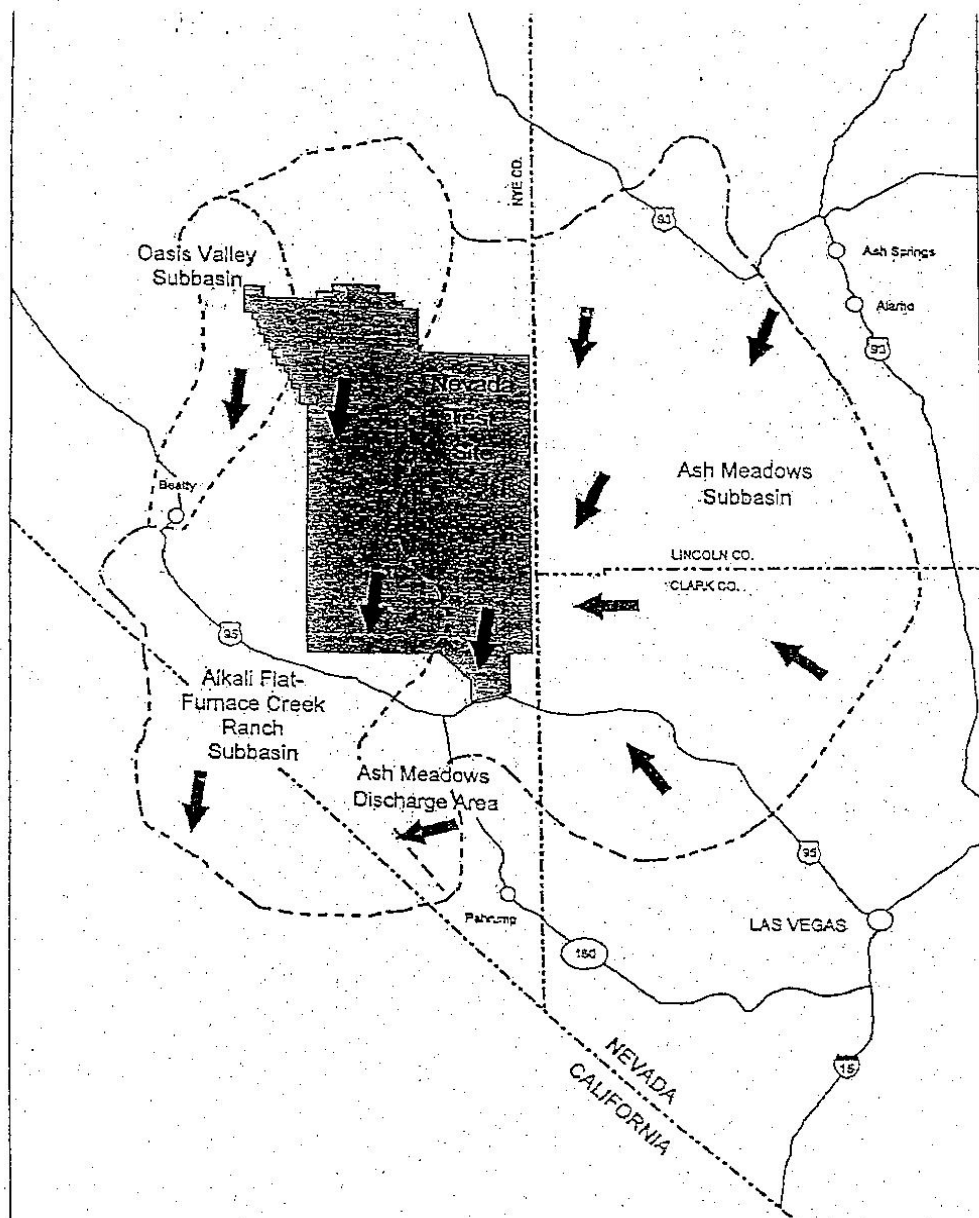 NYE CO.
93
Oasis Valley
Subbasin
Ash Springs
Alamo
93
Nevada
Test
Site
Ash Meadows
Subbasin
Beatty
LINCOLN CO.
CLARK CO.
95
Alkali Flat-
Furnace Creek
Ranch
Subbasin
Ash Meadows
Discharge Area
95
Pahrump
LAS VEGAS
160
NEVADA
CALIFORNIA
15